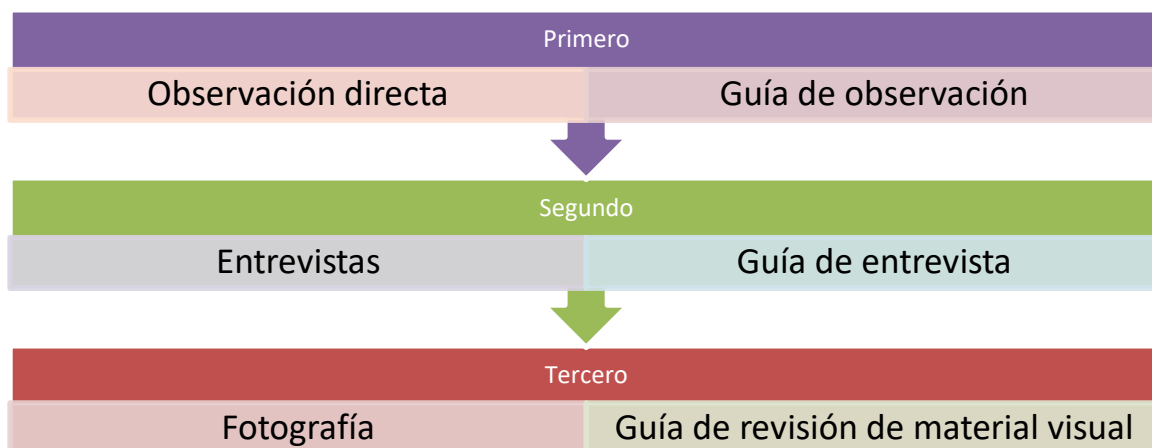 Primero
Observación directa
Guía de observación
Segundo
Entrevistas
Guía de entrevista
Tercero
Fotografía
Guía de revisión de material visual